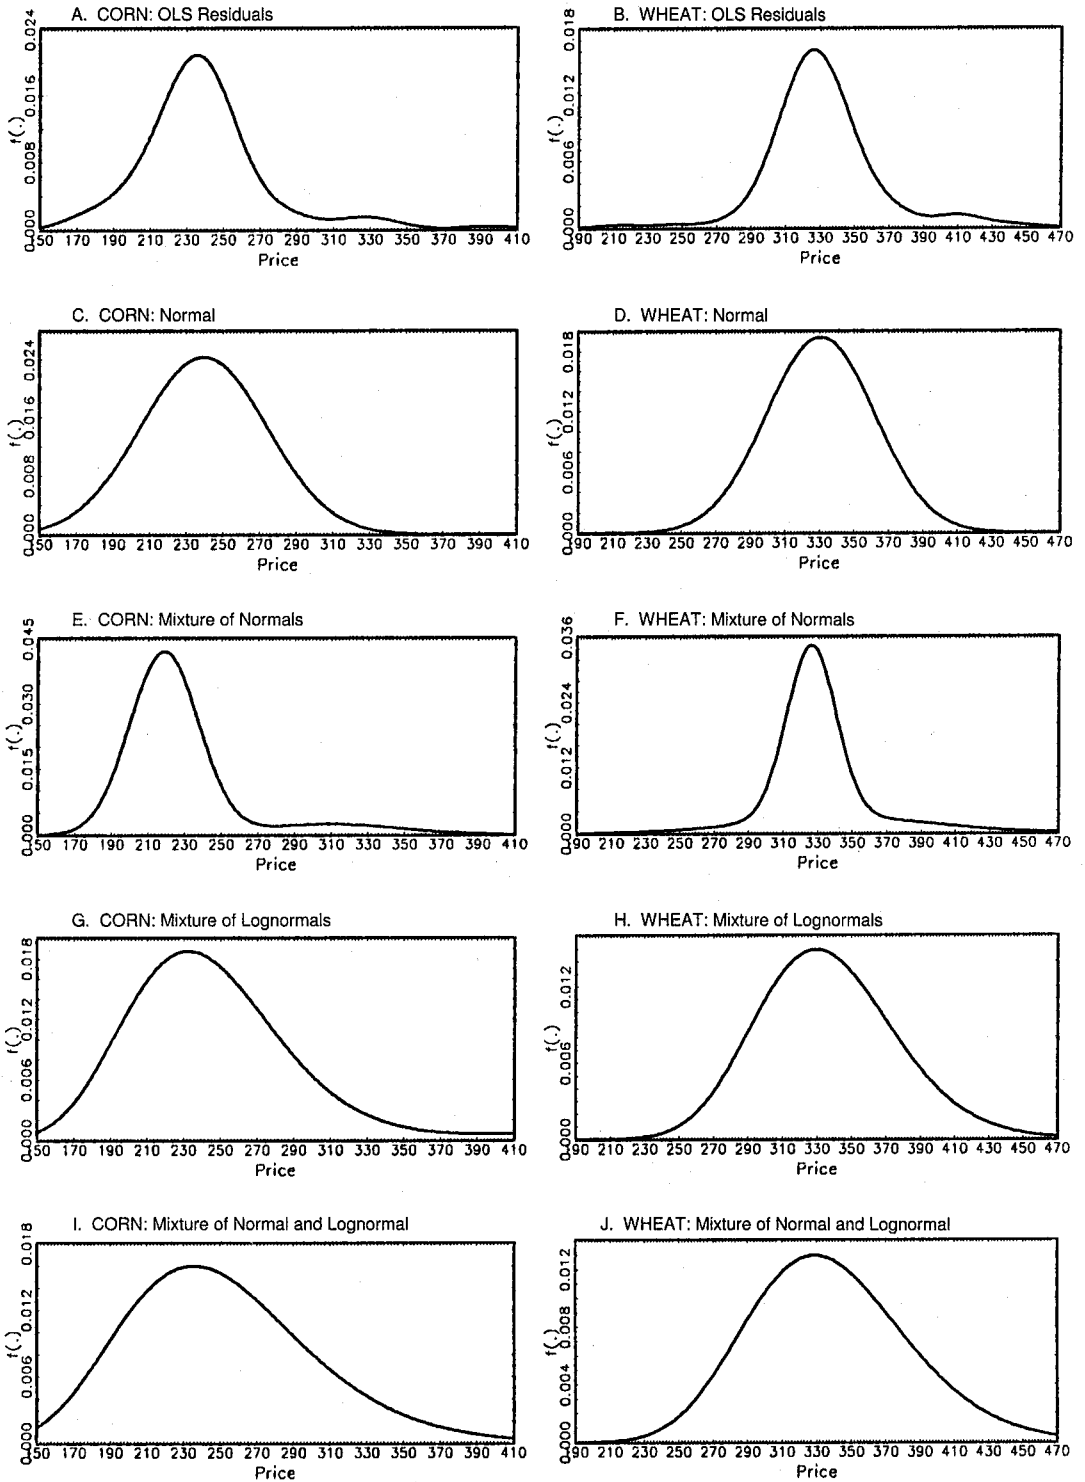 A. CORN: OLS Residuals
f(.)
0.000 0.008 0.016 0.024
150 170 190 210 230 250 270 290 310 330 350 370 390 410
Price
B. WHEAT: OLS Residuals
f(.)
0.000 0.006 0.012 0.018
190 210 230 250 270 290 310 330 350 370 390 410 430 450 470
Price
C. CORN: Normal
f(.)
0.000 0.008 0.016 0.024
150 170 190 210 230 250 270 290 310 330 350 370 390 410
Price
D. WHEAT: Normal
f(.)
0.000 0.006 0.012 0.018
190 210 230 250 270 290 310 330 350 370 390 410 430 450 470
Price
E. CORN: Mixture of Normals
f(.)
0.000 0.015 0.030 0.045
150 170 190 210 230 250 270 290 310 330 350 370 390 410
Price
F. WHEAT: Mixture of Normals
f(.)
0.000 0.012 0.024 0.036
190 210 230 250 270 290 310 330 350 370 390 410 430 450 470
Price
G. CORN: Mixture of Lognormals
f(.)
0.000 0.006 0.012 0.018
150 170 190 210 230 250 270 290 310 330 350 370 390 410
Price
H. WHEAT: Mixture of Lognormals
f(.)
0.000 0.006 0.012
190 210 230 250 270 290 310 330 350 370 390 410 430 450 470
Price
I. CORN: Mixture of Normal and Lognormal
f(.)
0.000 0.006 0.012 0.018
150 170 190 210 230 250 270 290 310 330 350 370 390 410
Price
J. WHEAT: Mixture of Normal and Lognormal
f(.)
0.000 0.004 0.008 0.012
190 210 230 250 270 290 310 330 350 370 390 410 430 450 470
Price